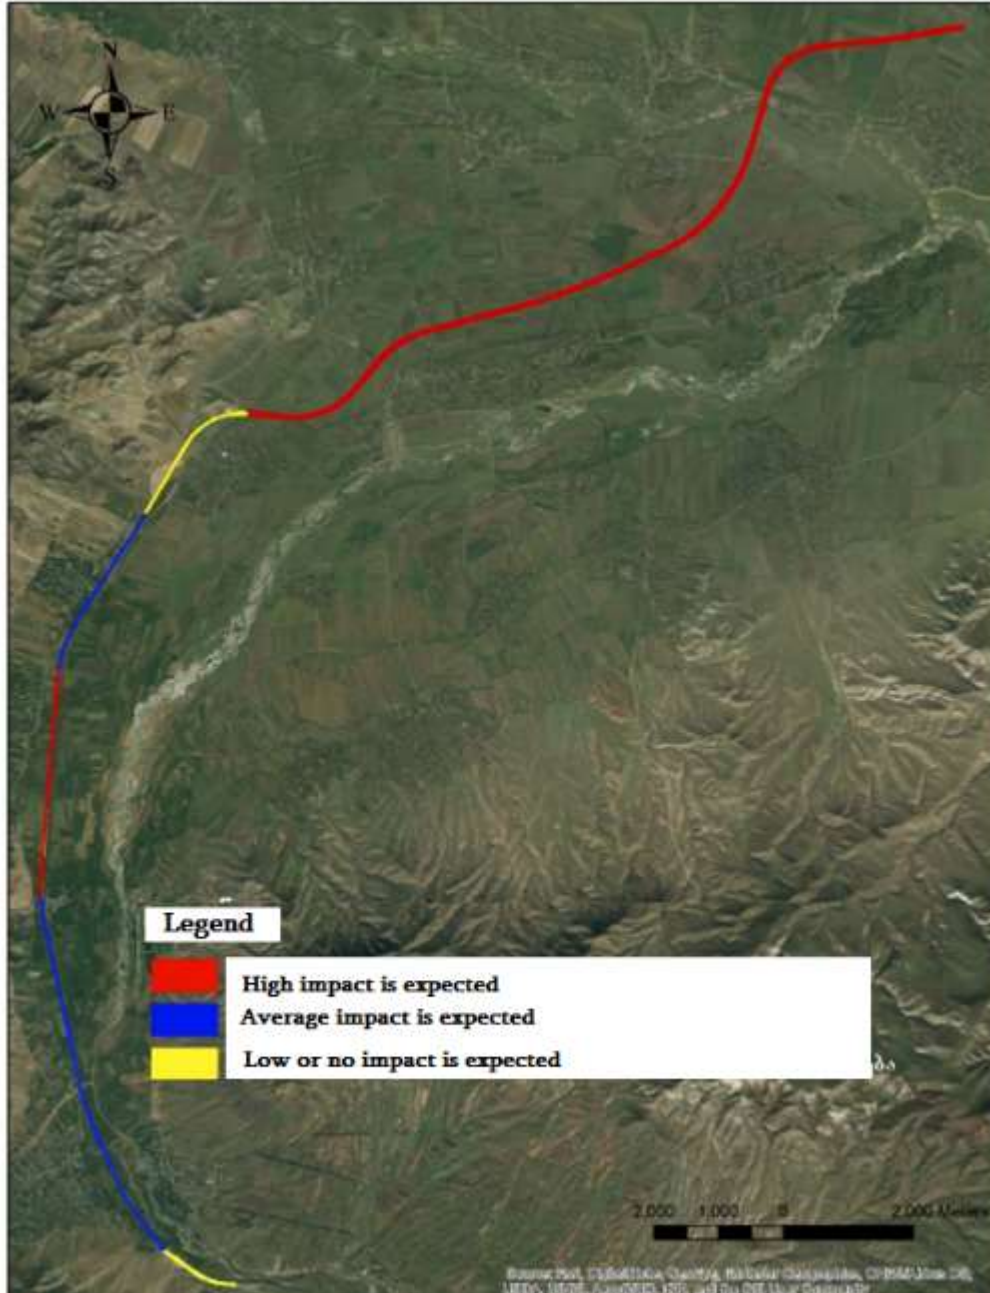 N
W E
S
Legend
High impact is expected
Average impact is expected
Low or no impact is expected
ბა
2,000 1,000 0 2,000 Meters